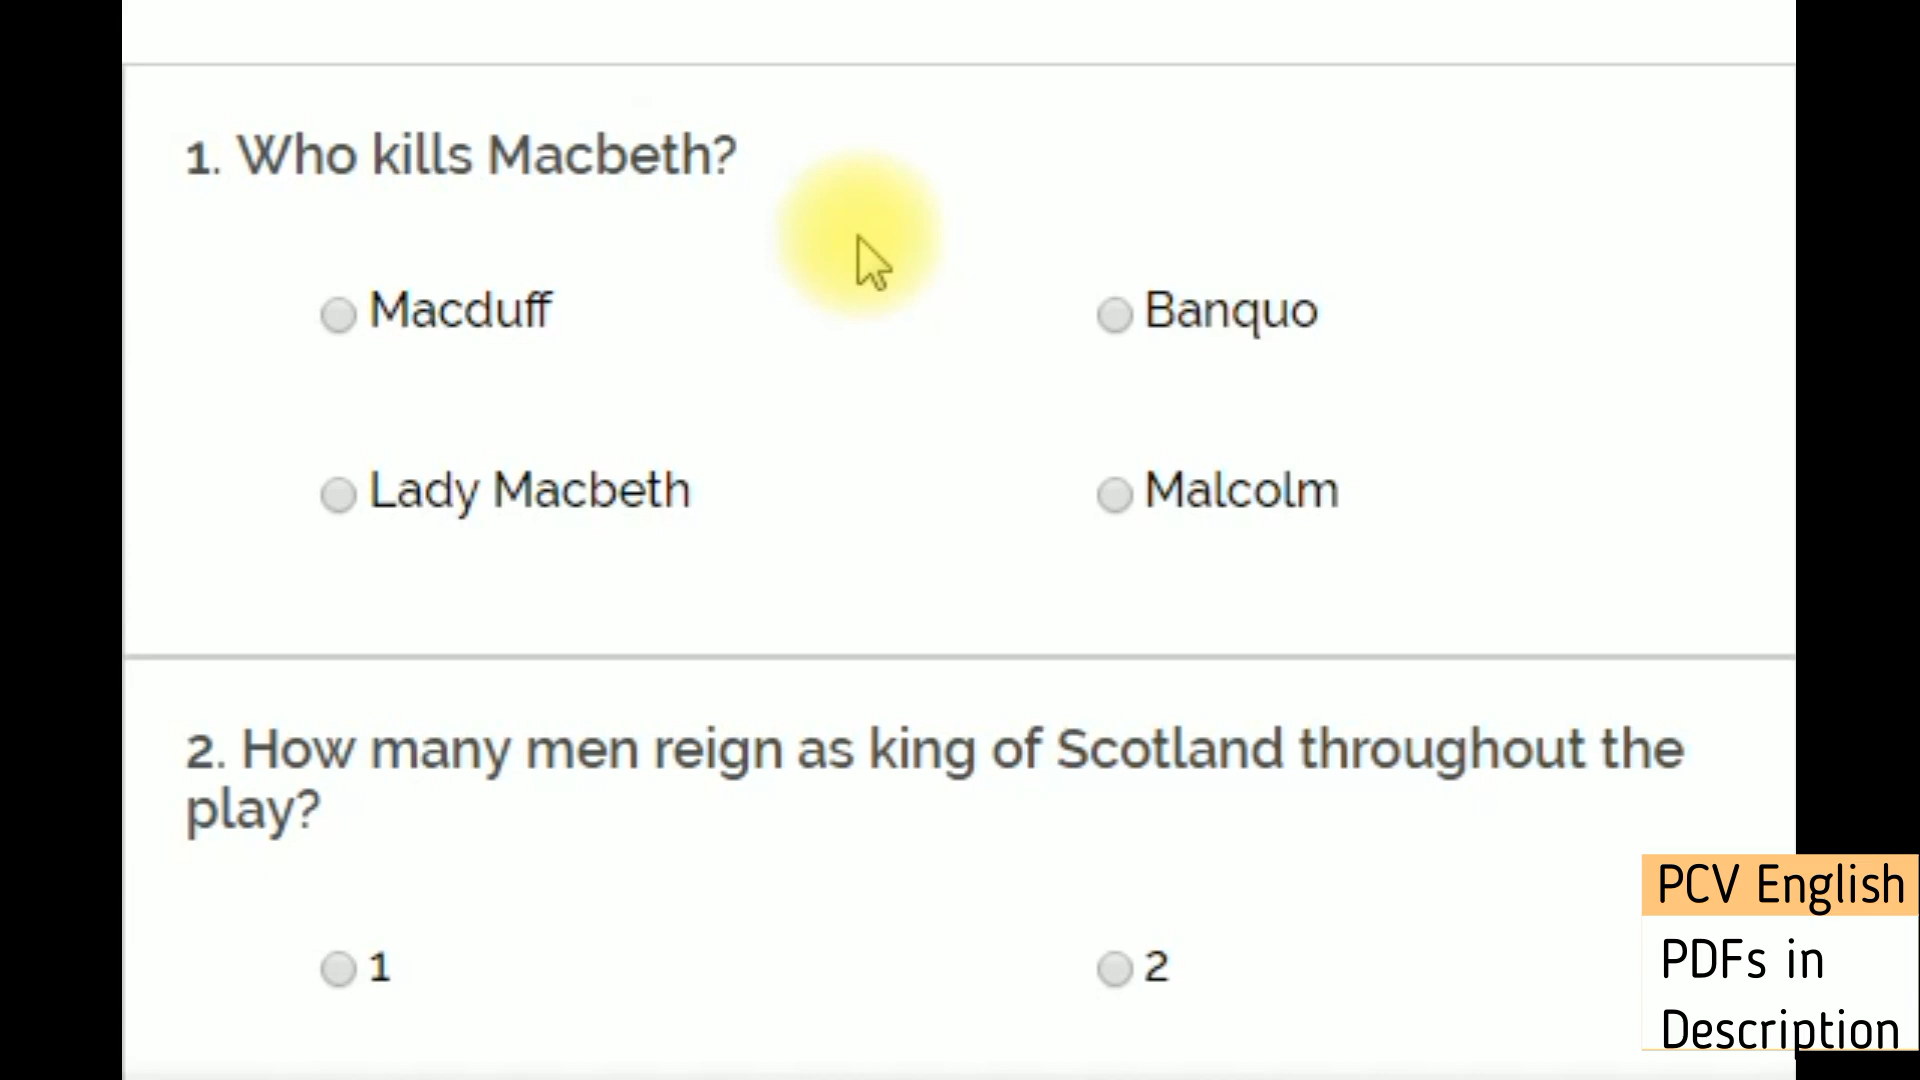 1. Who kills Macbeth?
Macduff
Banquo
Lady Macbeth
Malcolm
2. How many men reign as king of Scotland throughout the
play?
1
2
PCV English
PDFs in
Description